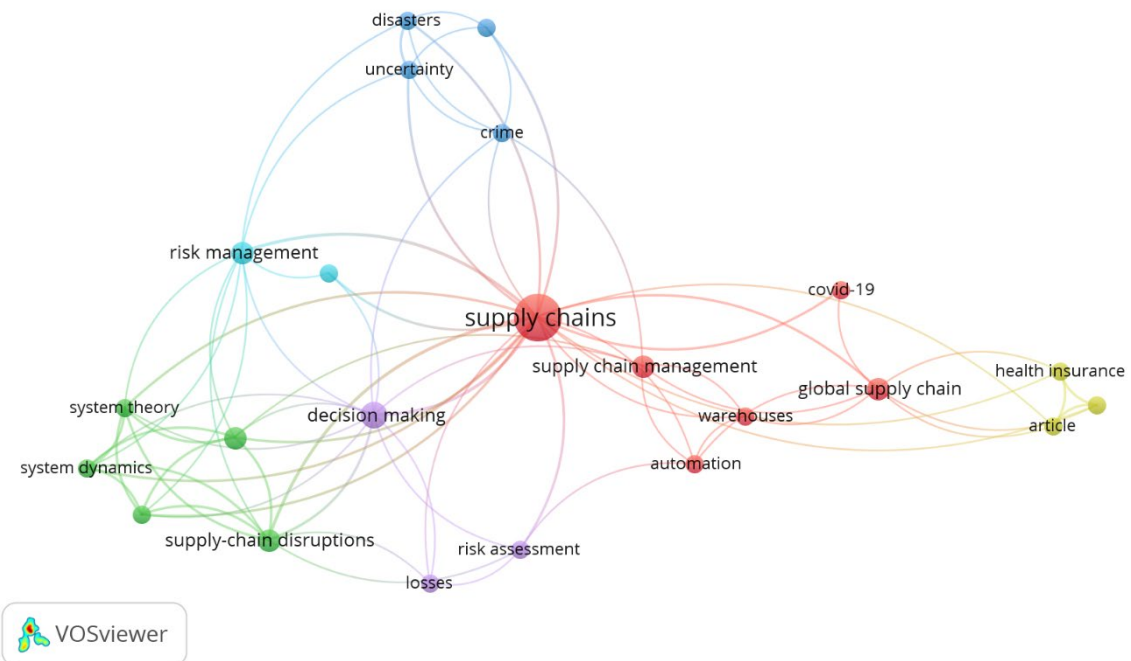 disasters
uncertainty
crime
risk management
covid-19
supply chains
supply chain management
health insurance
global supply chain
system theory
decision making
warehouses
article
automation
system dynamics
supply-chain disruptions
risk assessment
losses
VOSviewer